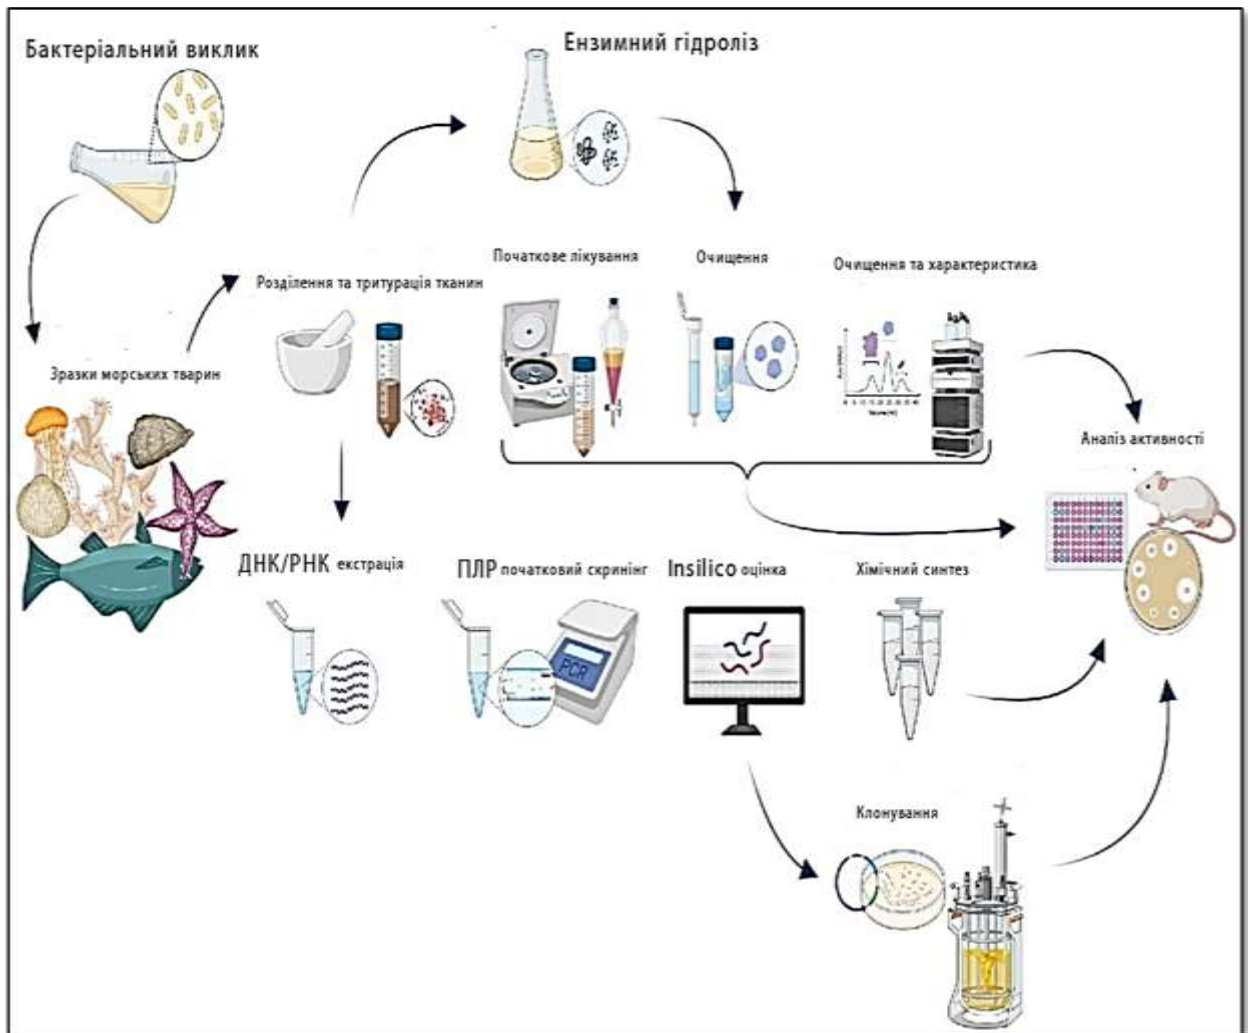 Бактеріальний виклик
Ензимний гідроліз
Початкове лікування
Очищення
Очищення та характеристика
Розділення та тритурація тканин
Зразки морських тварин
Аналіз активності
ДНК/РНК екстрація
ПЛР початковий скринінг
Insilico оцінка
Хімічний синтез
PCR
Клонування